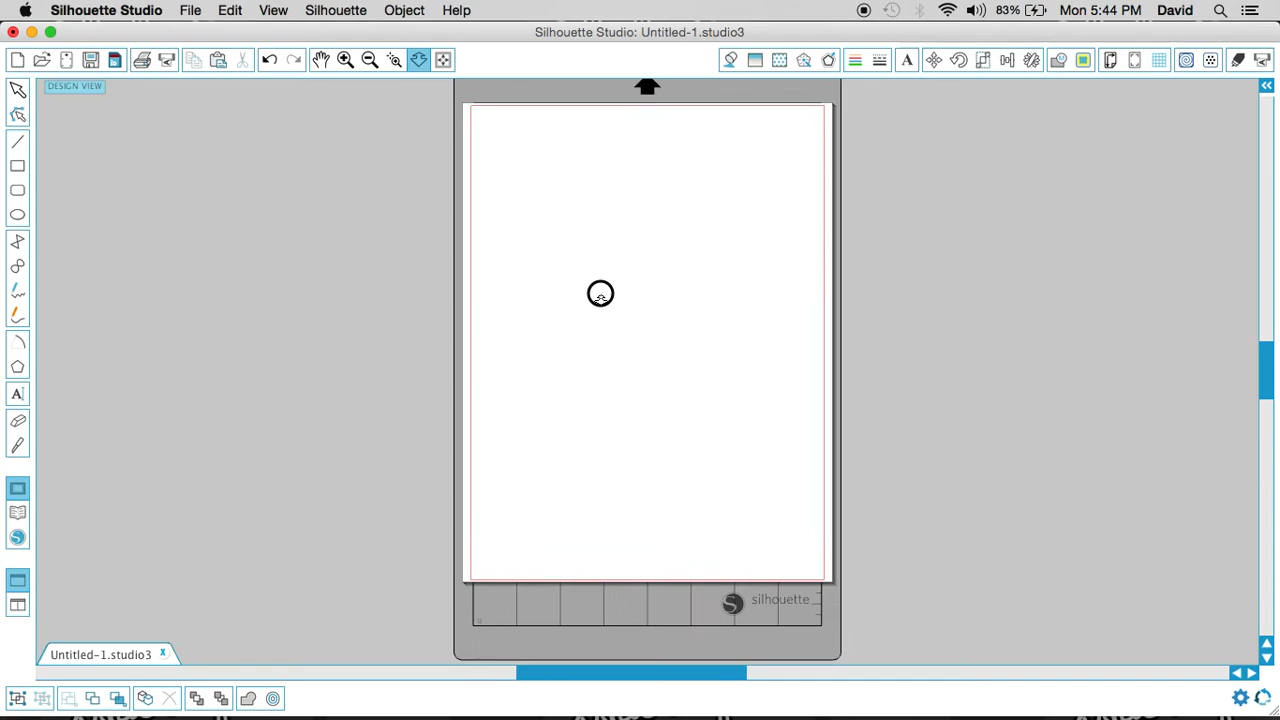 Silhouette Studio File Edit View Silhouette Object Help 83% Mon 5:44 PM David
Silhouette Studio: Untitled-1.studio3
DESIGN VIEW
silhouette
Untitled-1.studio3 x